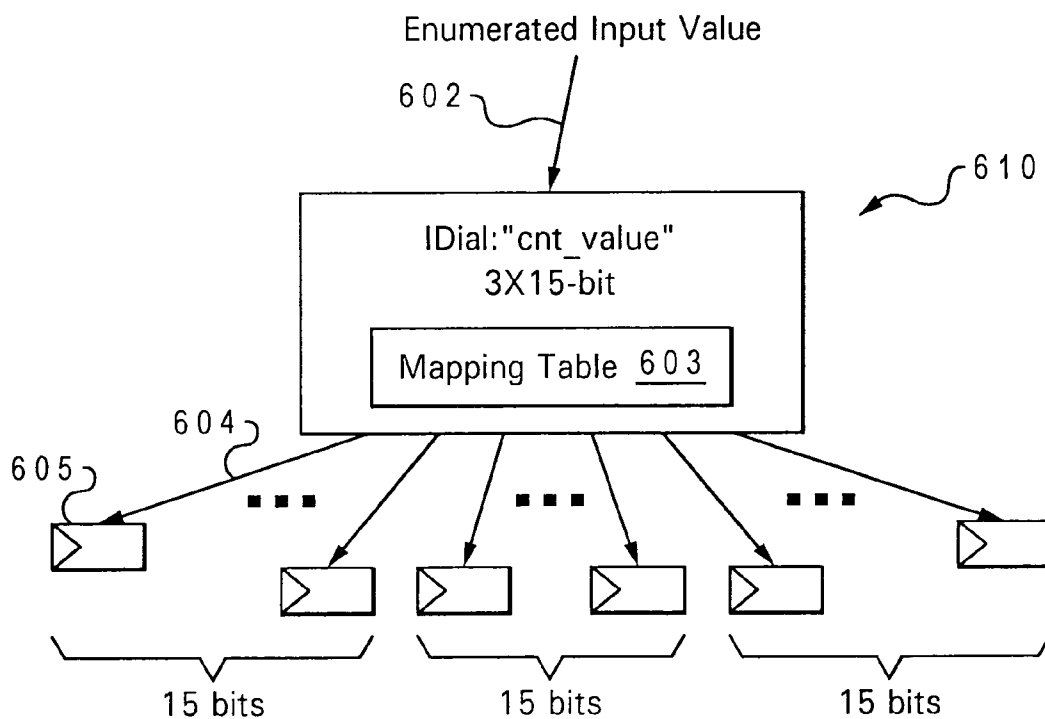 Enumerated Input Value
602
610
IDial:"cnt_value"
3X15-bit
Mapping Table 603
604
605
15 bits
15 bits
15 bits